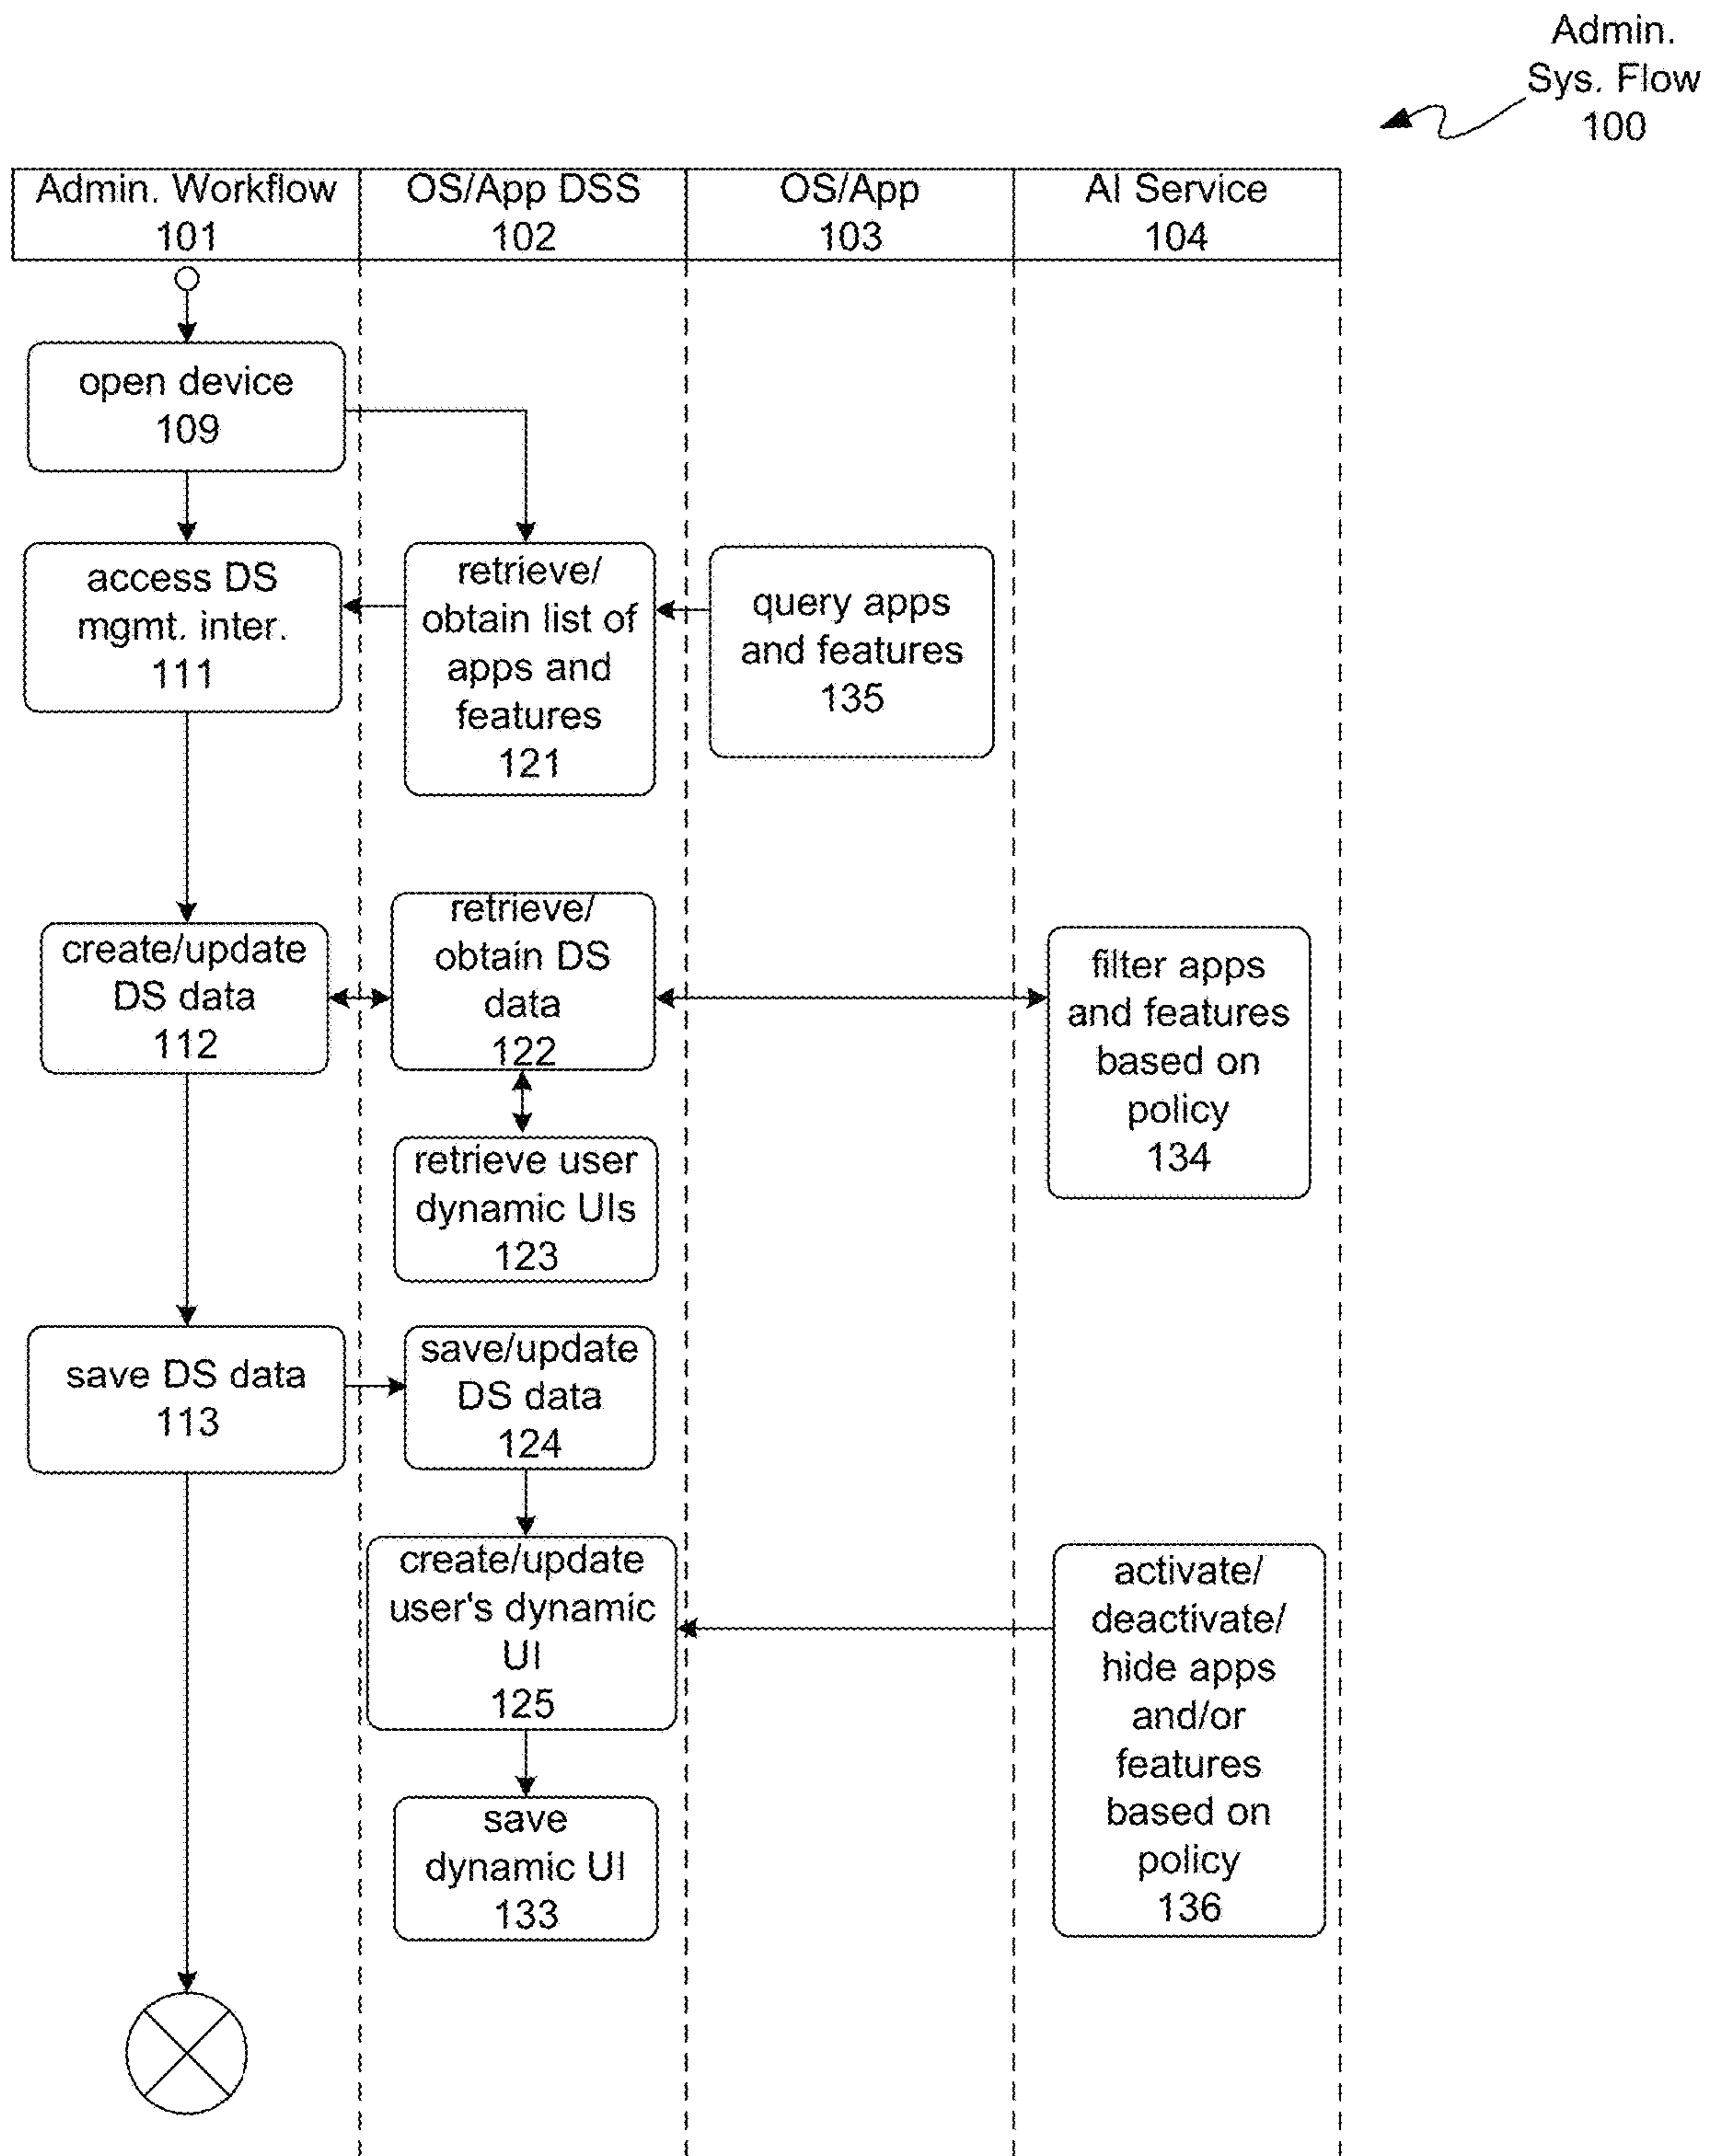 Admin.
Sys. Flow
100
Admin. Workflow
101
OS/App DSS
102
OS/App
103
AI Service
104
open device
109
access DS
mgmt. inter.
111
retrieve/
obtain list of
apps and
features
121
query apps
and features
135
create/update
DS data
112
retrieve/
obtain DS
data
122
filter apps
and features
based on
policy
134
retrieve user
dynamic UIs
123
save DS data
113
save/update
DS data
124
create/update
user's dynamic
UI
125
activate/
deactivate/
hide apps
and/or
features
based on
policy
136
save
dynamic UI
133